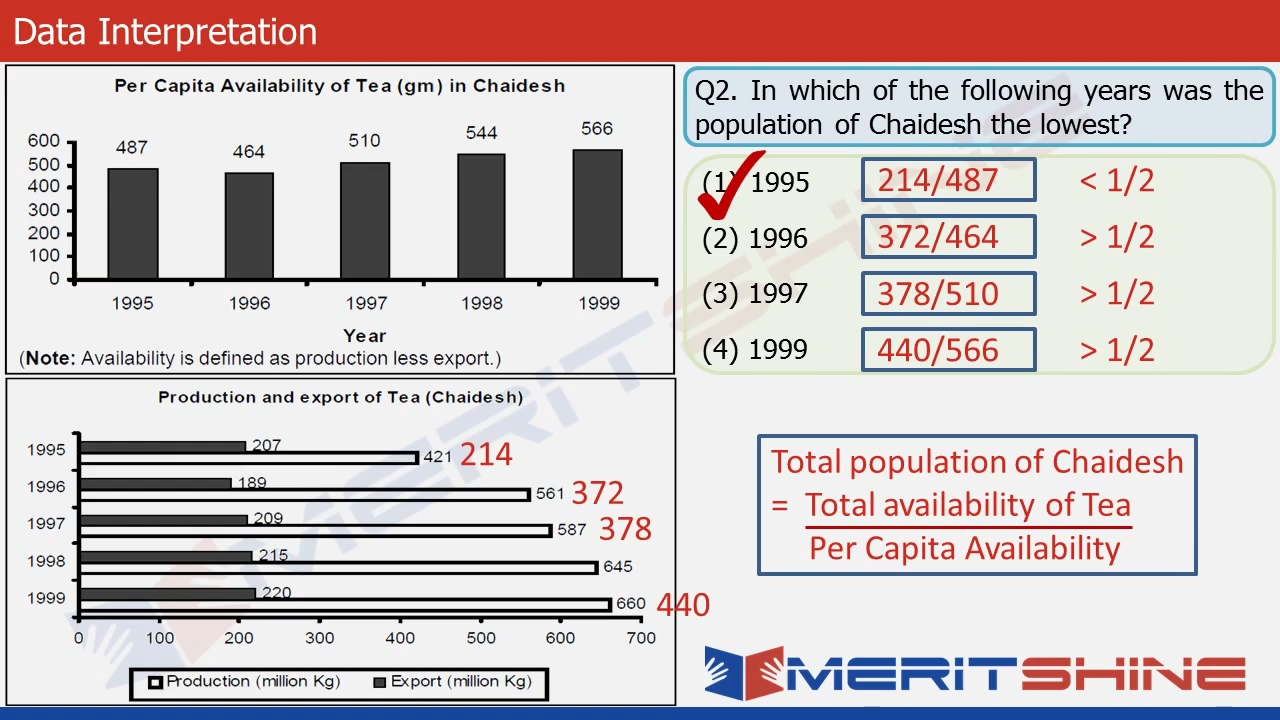 Data Interpretation
Per Capita Availability of Tea (gm) in Chaidesh
600
500
400
300
200
100
0
487
464
510
544
566
1995
1996
1997
1998
1999
Year
(Note: Availability is defined as production less export.)
Production and export of Tea (Chaidesh)
1995
207
421
214
1996
189
561
372
1997
209
587
378
1998
215
645
1999
220
660
440
0 100 200 300 400 500 600 700
Production (million Kg) Export (million Kg)
Q2. In which of the following years was the
population of Chaidesh the lowest?
(1) 1995 214/487 < 1/2
(2) 1996 372/464 > 1/2
(3) 1997 378/510 > 1/2
(4) 1999 440/566 > 1/2
Total population of Chaidesh
= Total availability of Tea
Per Capita Availability
MERiTSHINE
MERiTSHINE